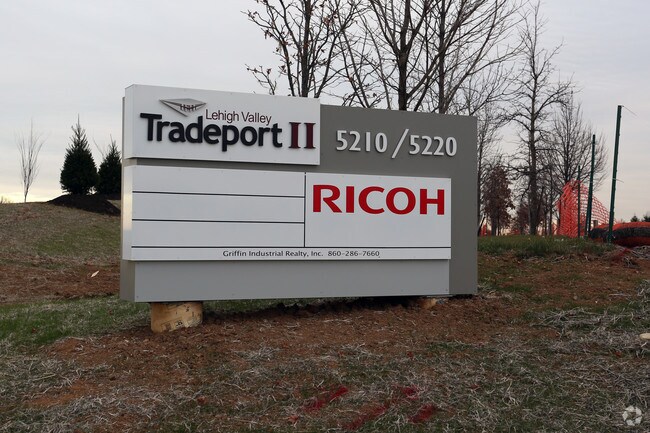 Lehigh Valley
Tradeport II
5210/5220
RICOH
Griffin Industrial Realty, Inc. 860-286-7660